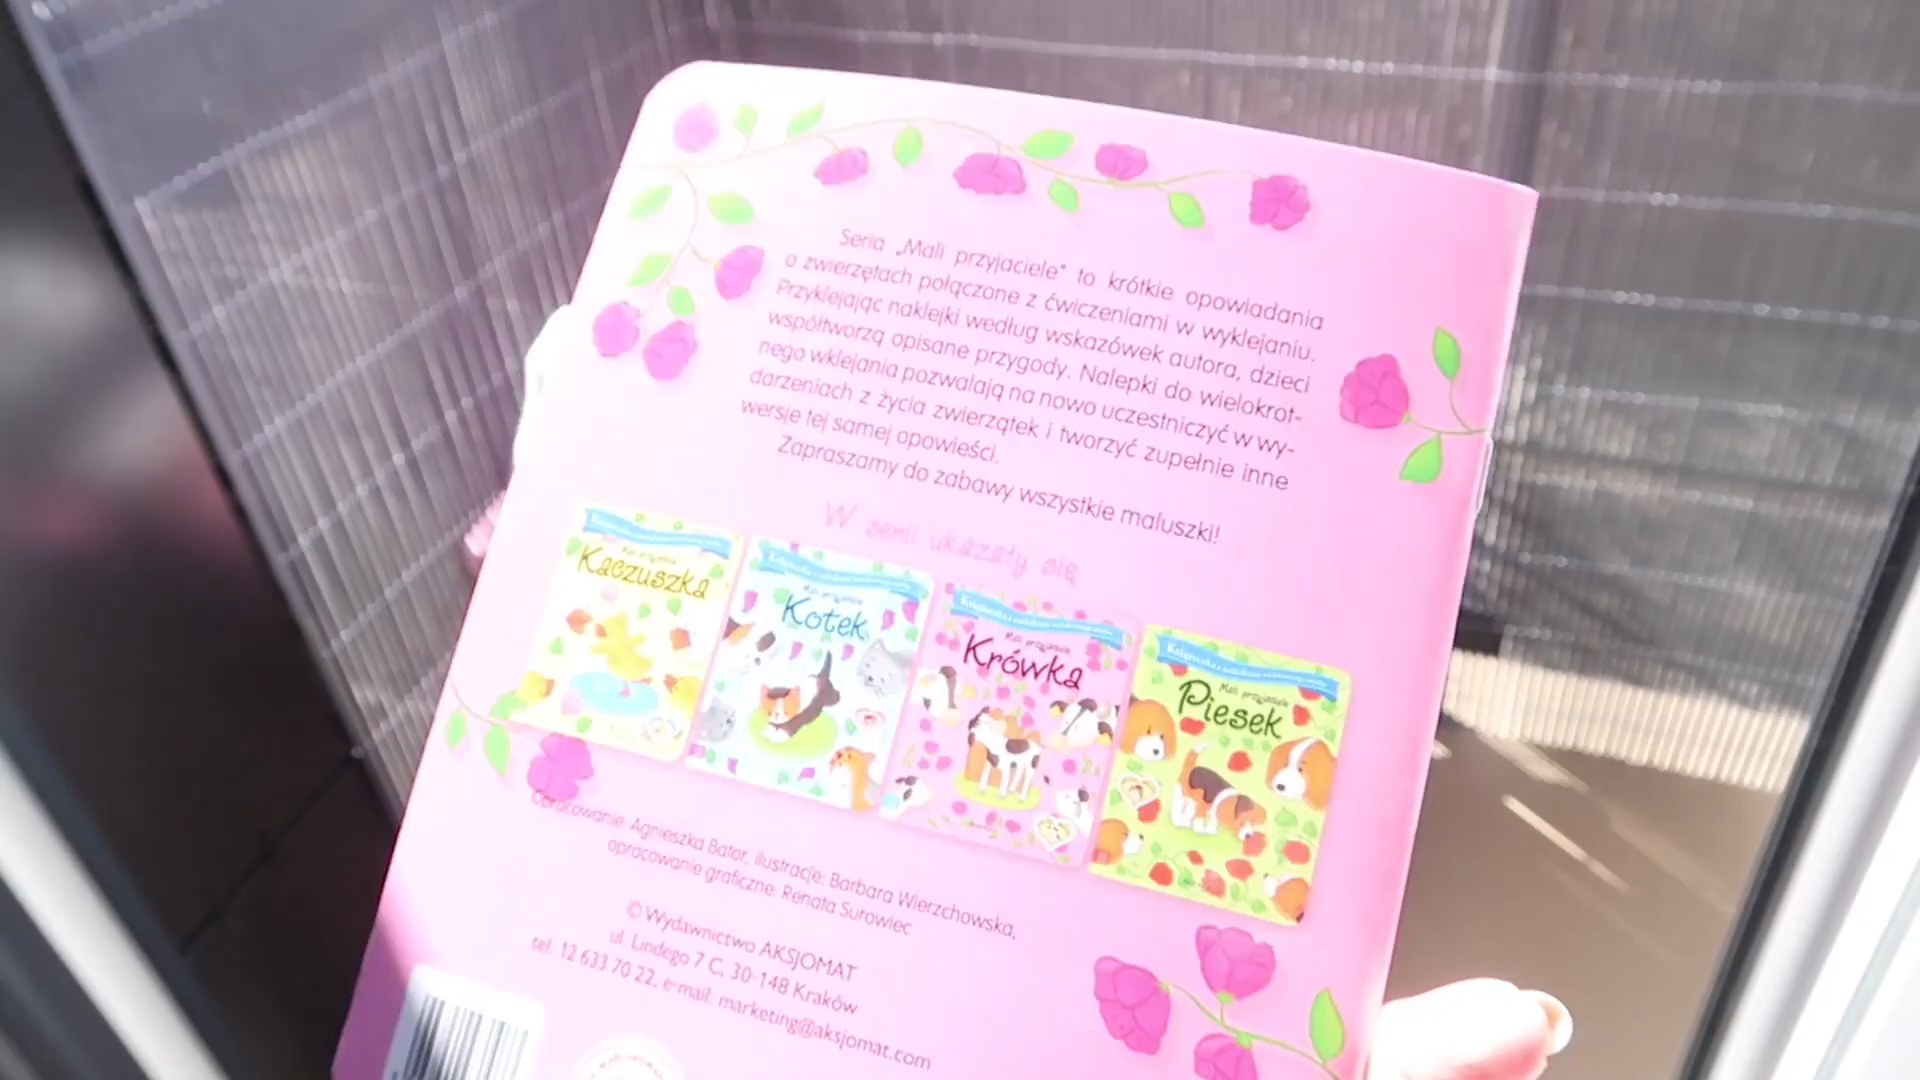 Seria „Mali przyjaciele" to krótkie opowiadania
o zwierzętach połączone z ćwiczeniami w wyklejaniu.
Przyklejając naklejki według wskazówek autora, dzieci
współtworzą opisane przygody. Nalepki do wielokrot-
nego wklejania pozwalają na nowo uczestniczyć w wy-
darzeniach z życia zwierzątek i tworzyć zupełnie inne
wersje tej samej opowieści.
Zapraszamy do zabawy wszystkie maluszki!
W serii ukazały się
Mali przyjaciele
Kaczuszka
Mali przyjaciele
Kotek
Mali przyjaciele
Krówka
Mali przyjaciele
Piesek
Opracowanie: Agnieszka Bator, ilustracje: Barbara Wierzchowska,
opracowanie graficzne: Renata Surowiec
© Wydawnictwo AKSJOMAT
ul. Lindego 7 C, 30-148 Kraków
tel. 12 633 70 22, e-mail: marketing@aksjomat.com